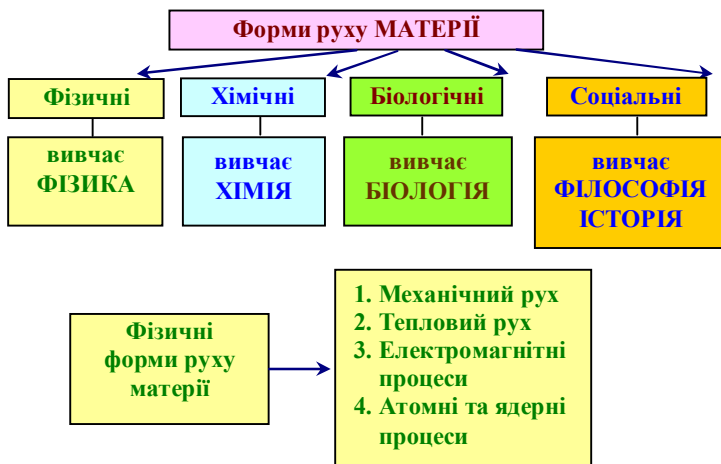 Форми руху МАТЕРІЇ
Фізичні
Хімічні
Біологічні
Соціальні
вивчає
ФІЗИКА
вивчає
ХІМІЯ
вивчає
БІОЛОГІЯ
вивчає
ФІЛОСОФІЯ
ІСТОРІЯ
Фізичні
форми руху
матерії
1. Механічний рух
2. Тепловий рух
3. Електромагнітні
процеси
4. Атомні та ядерні
процеси